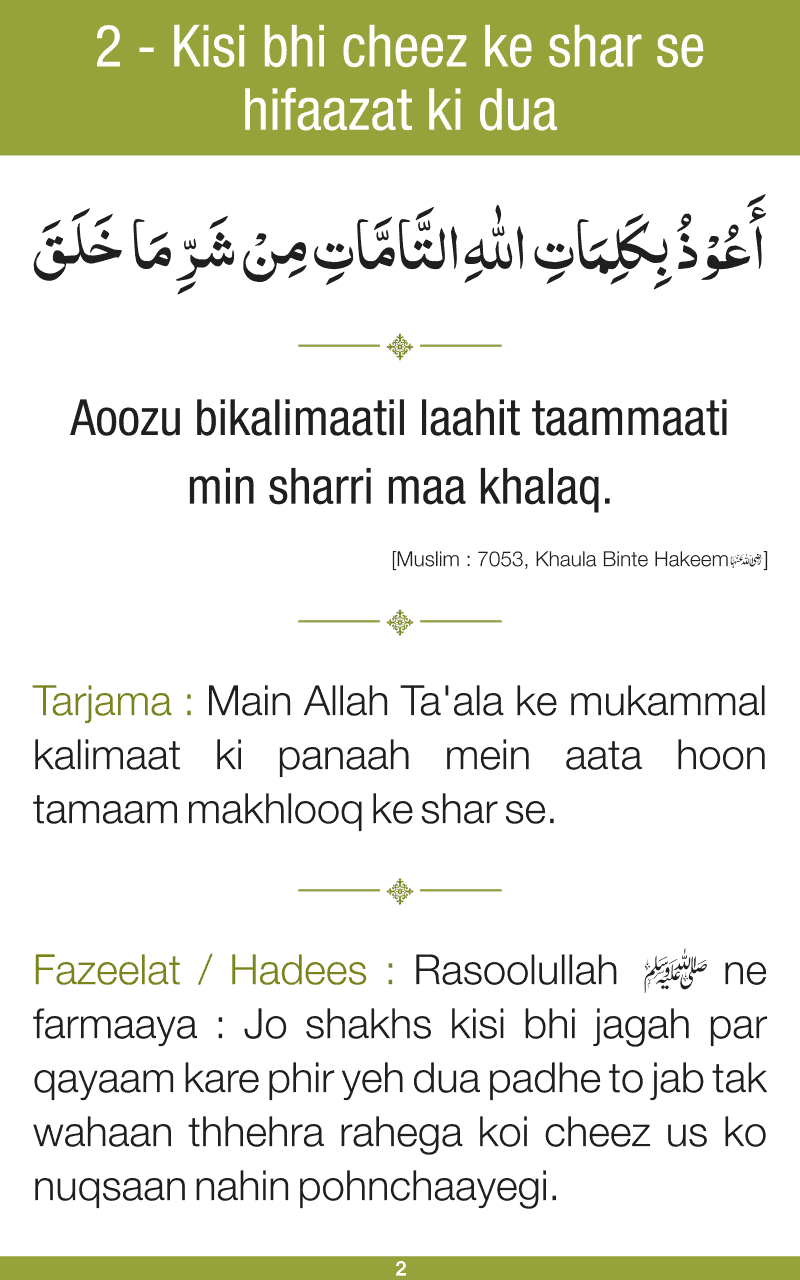 2 - Kisi bhi cheez ke shar se
hifaazat ki dua
أَعُوْذُ بِكَلِمَاتِ اللهِ التَّامَّاتِ مِنْ شَرِّ مَا خَلَقَ
Aoozu bikalimaatil laahit taammaati
min sharri maa khalaq.
[Muslim : 7053, Khaula Binte Hakeem رضی اللہ عنہا]
Tarjama : Main Allah Ta'ala ke mukammal
kalimaat ki panaah mein aata hoon
tamaam makhlooq ke shar se.
Fazeelat / Hadees : Rasoolullah ﷺ ne
farmaaya : Jo shakhs kisi bhi jagah par
qayaam kare phir yeh dua padhe to jab tak
wahaan thhehra rahega koi cheez us ko
nuqsaan nahin pohnchaayegi.
2